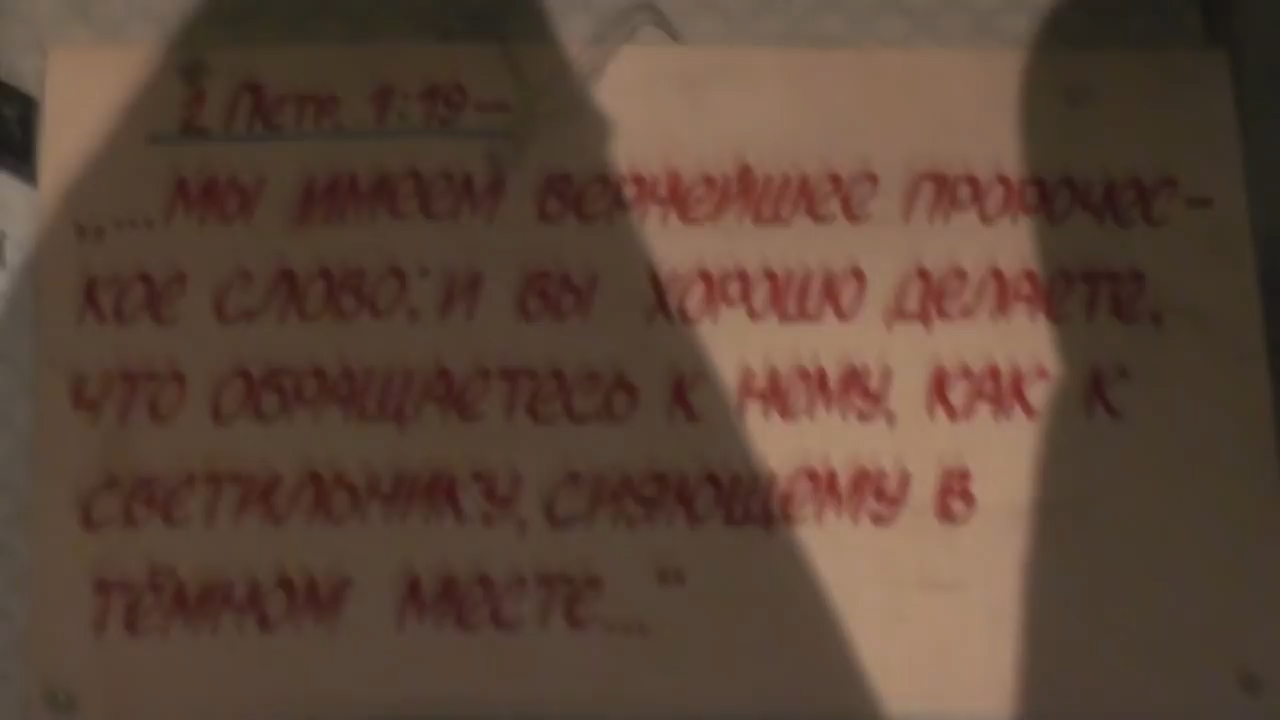 2 Петр. 1:19 —
„...мы имеем вернейшее пророчес-
кое слово; и вы хорошо делаете,
что обращаетесь к нему, как к
светильнику, сияющему в
тёмном месте..."